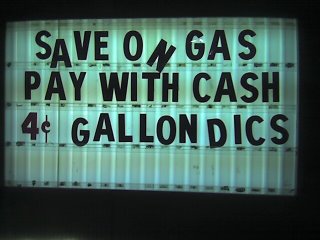 SAVE ON GAS
PAY WITH CASH
4¢ GALLON DICS